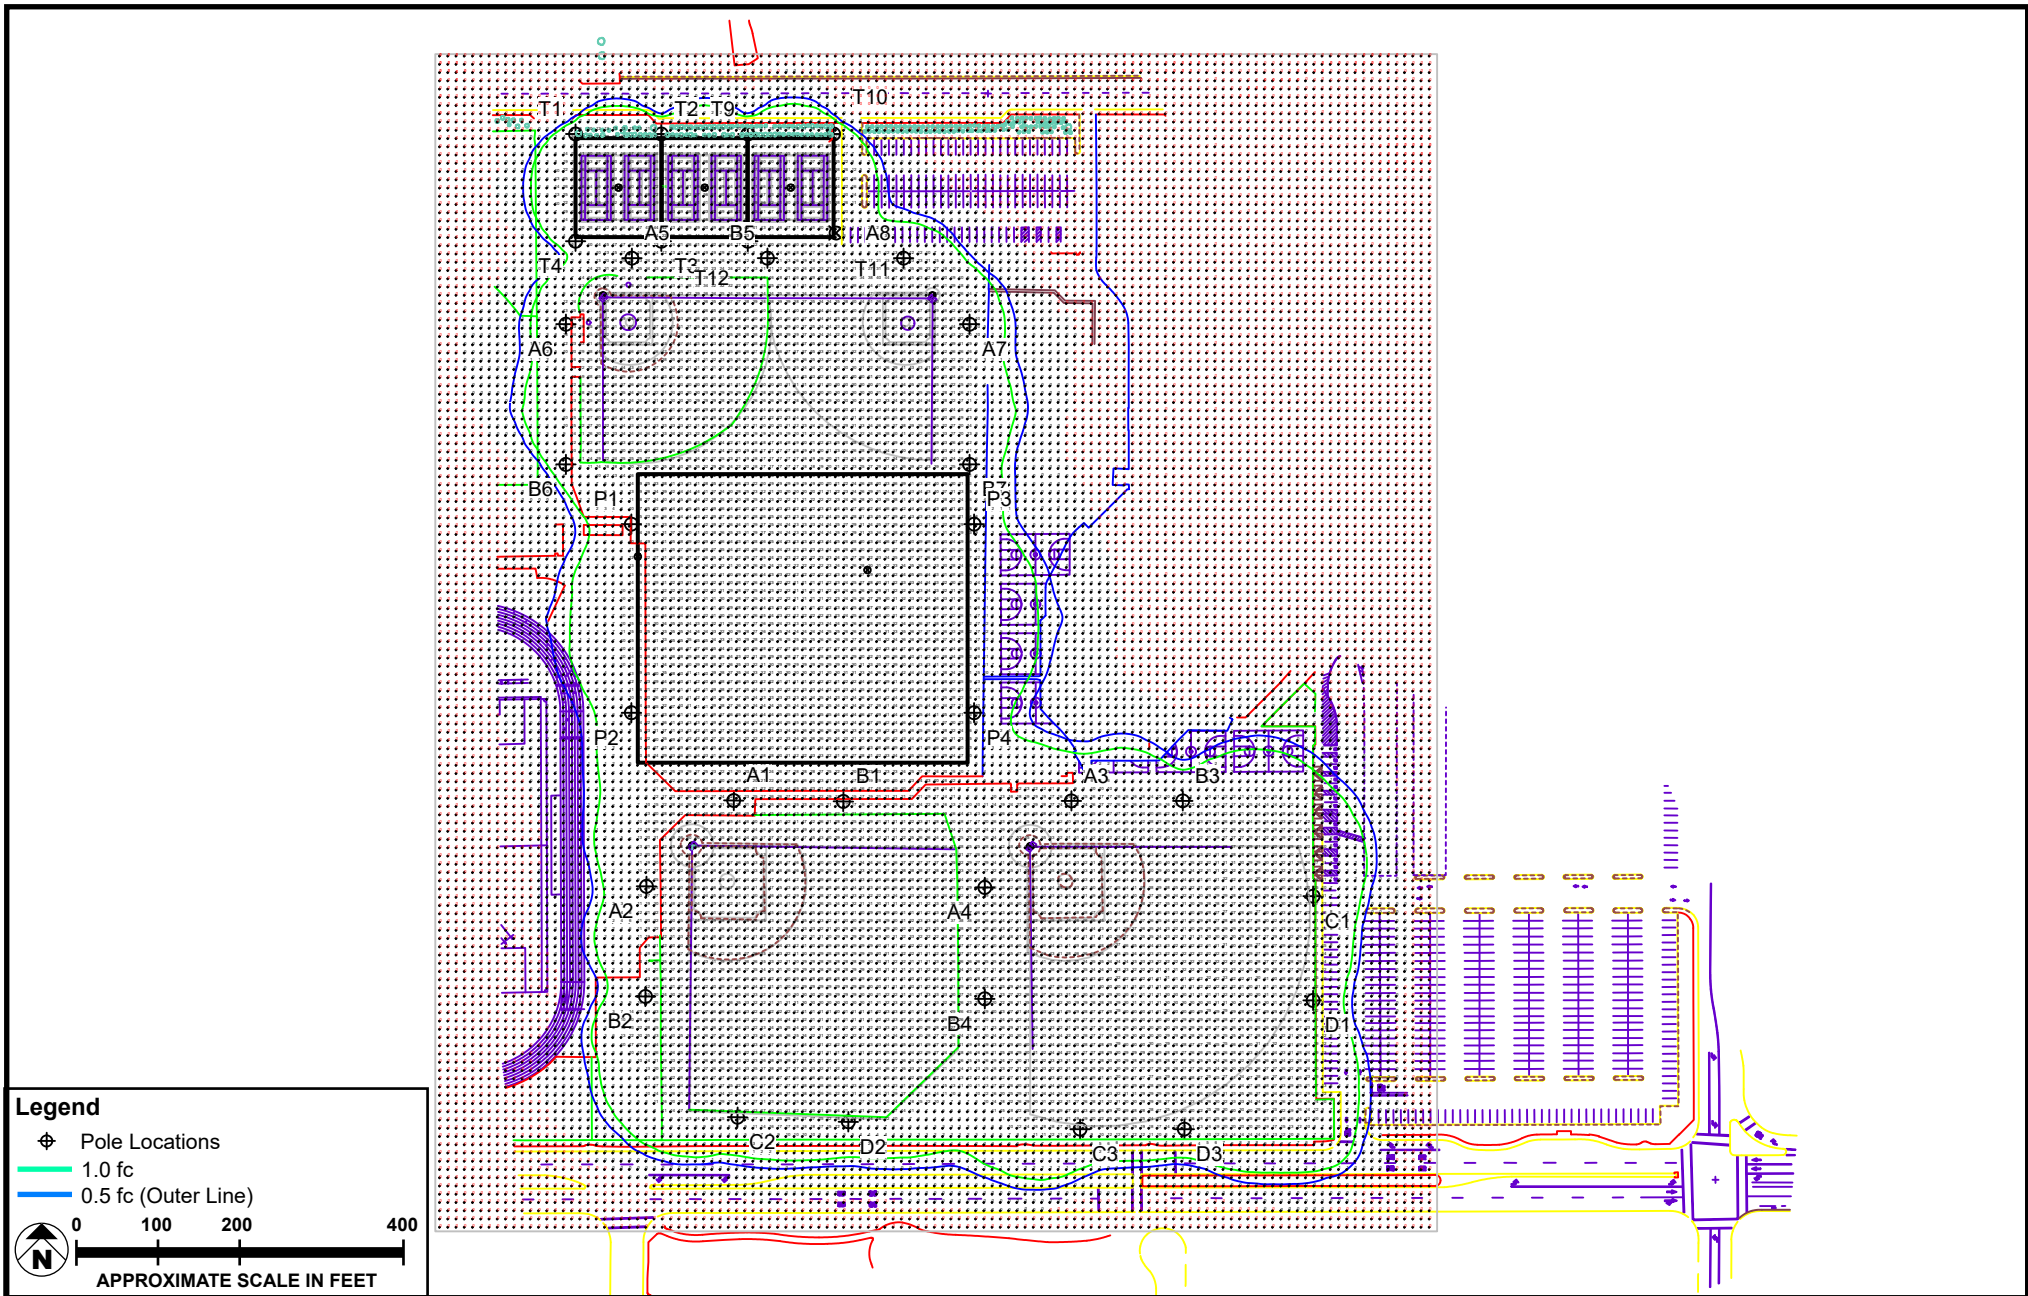 T10
T1
T2
T9
A5
B5
A8
T4
T3
T11
T12
A6
A7
B6
P1
P3
P2
P4
A1
B1
A3
B3
A2
A4
C1
B2
B4
D1
C2
D2
C3
D3
Legend
Pole Locations
1.0 fc
0.5 fc (Outer Line)
0 100 200 400
N
APPROXIMATE SCALE IN FEET